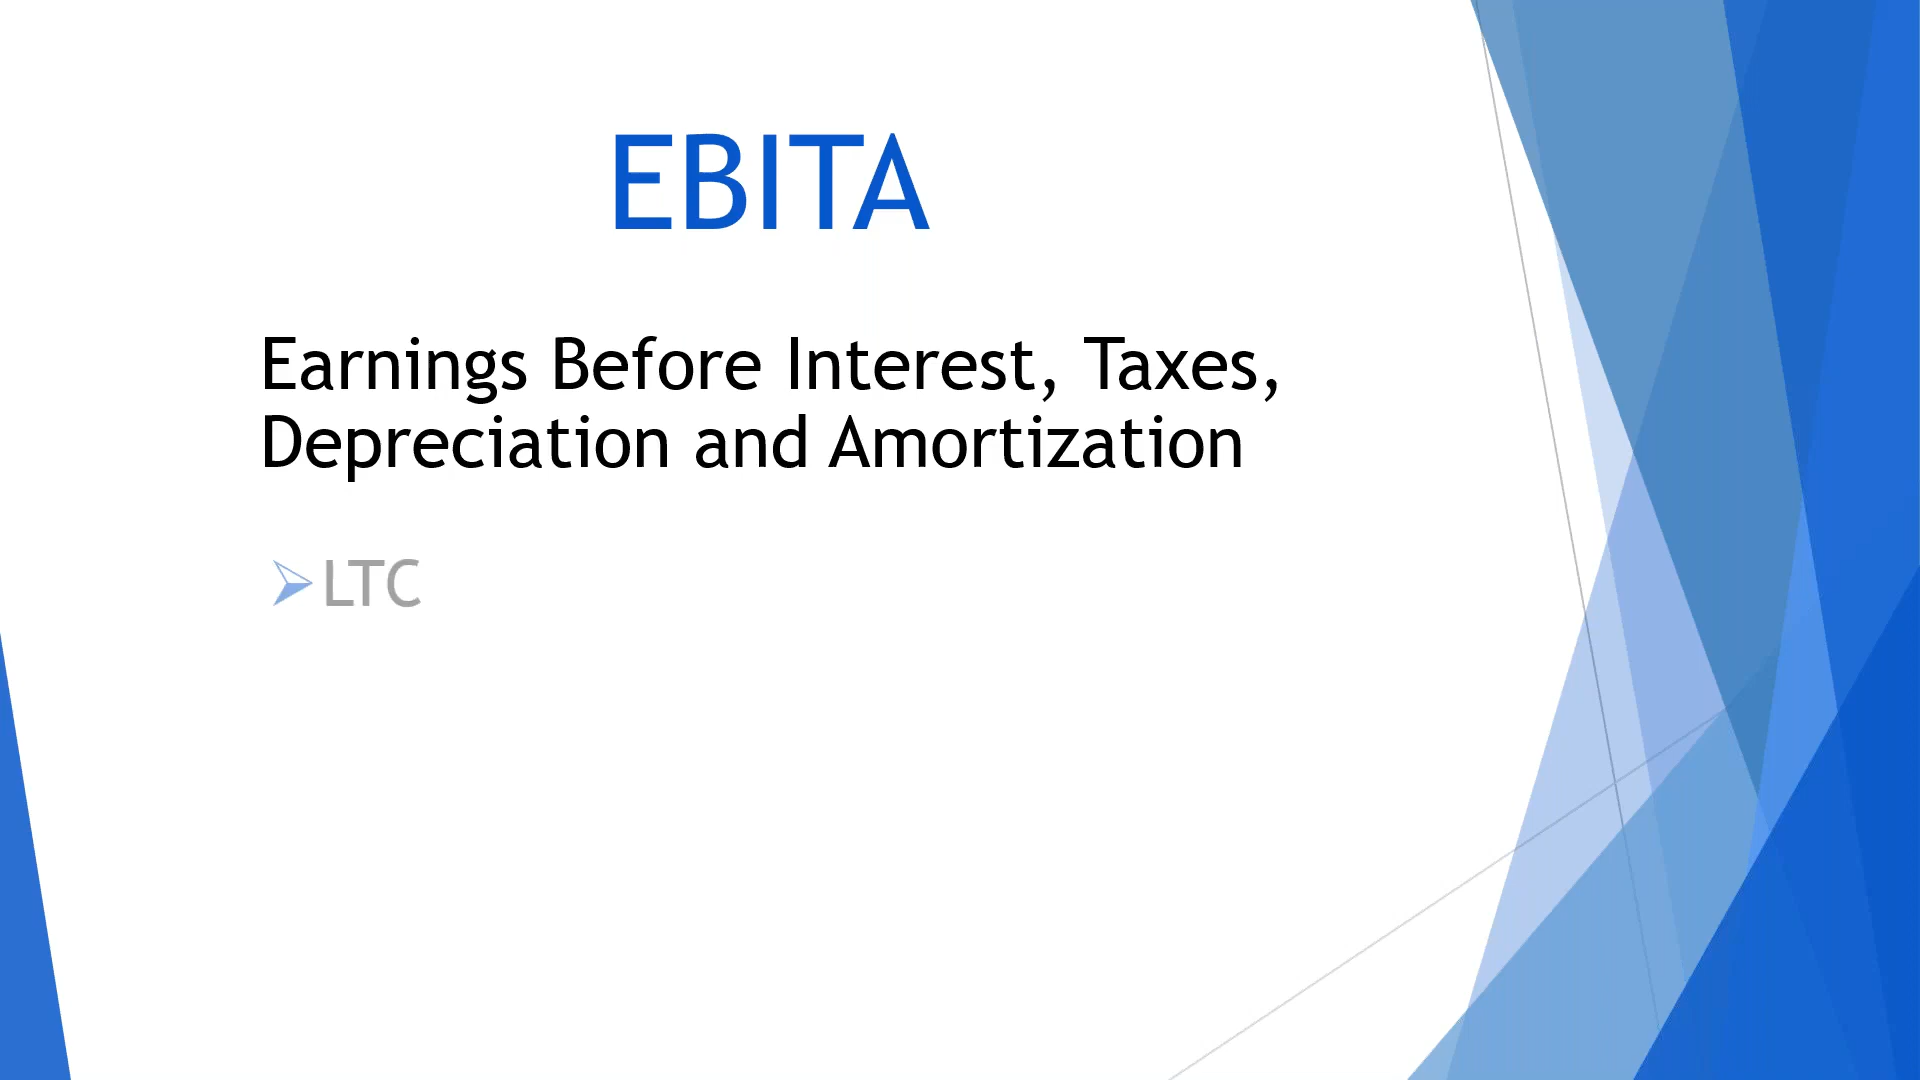 EBITA
Earnings Before Interest, Taxes,
Depreciation and Amortization
LTC